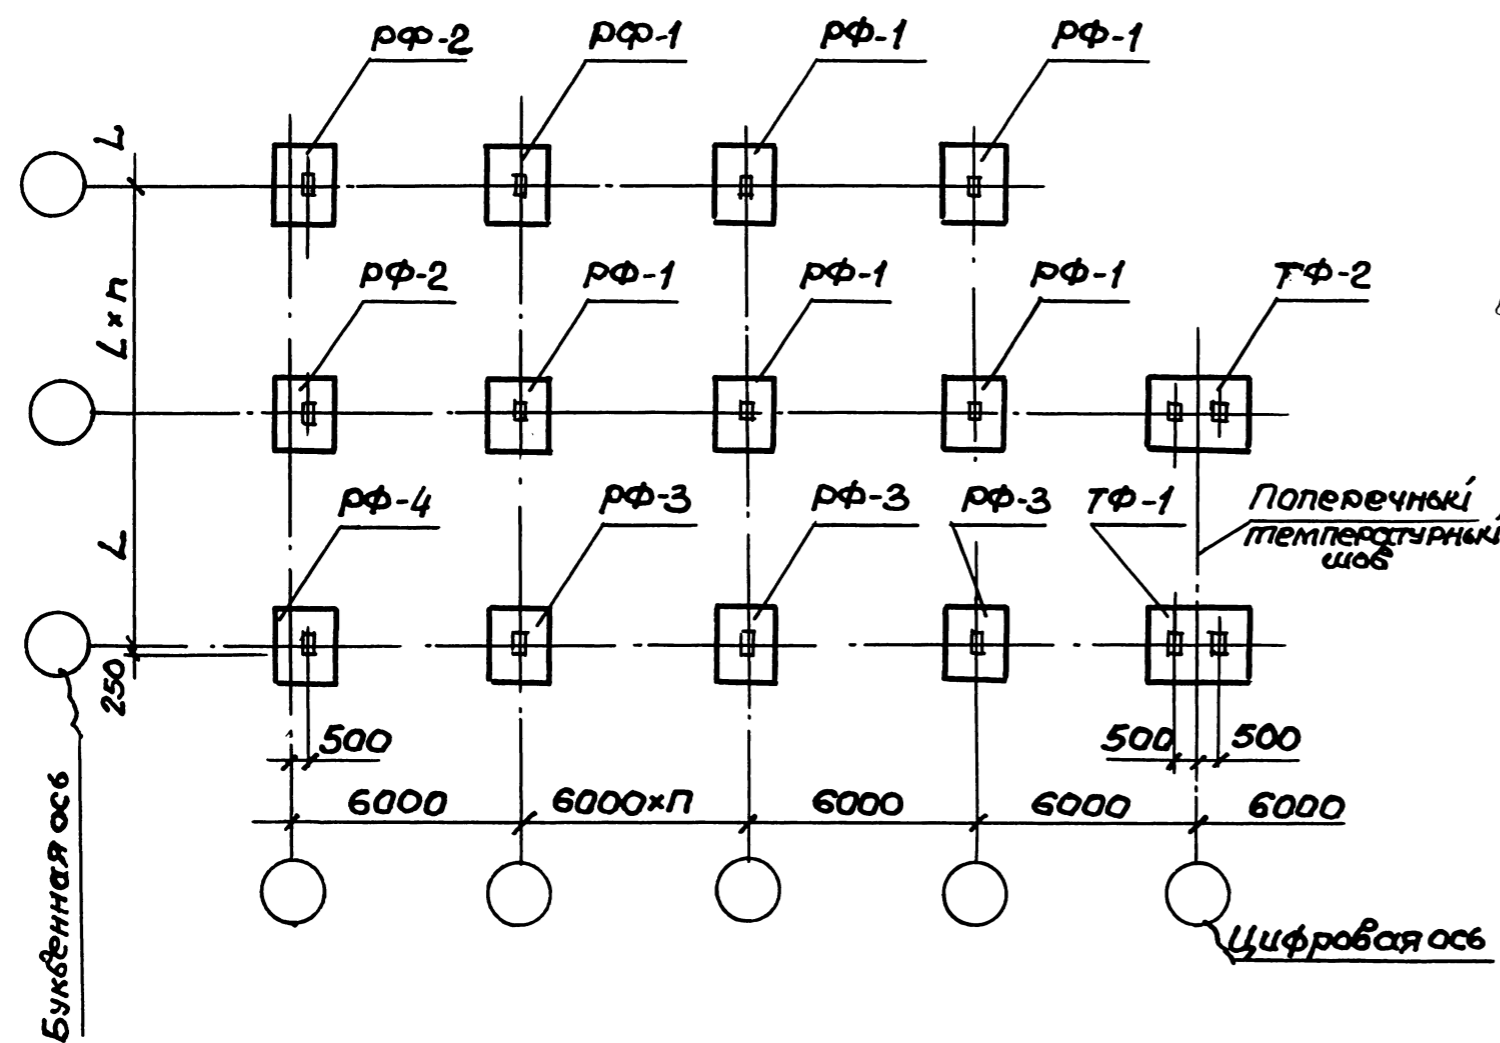 РФ-2 РФ-1 РФ-1 РФ-1
L
РФ-2 РФ-1 РФ-1 РФ-1 ТФ-2
L×п
РФ-4 РФ-3 РФ-3 РФ-3 ТФ-1
Поперечны
температурны
шов
L
250
500 500 500
6000 6000×п 6000 6000 6000
Буквенная ось
Цифровая ось